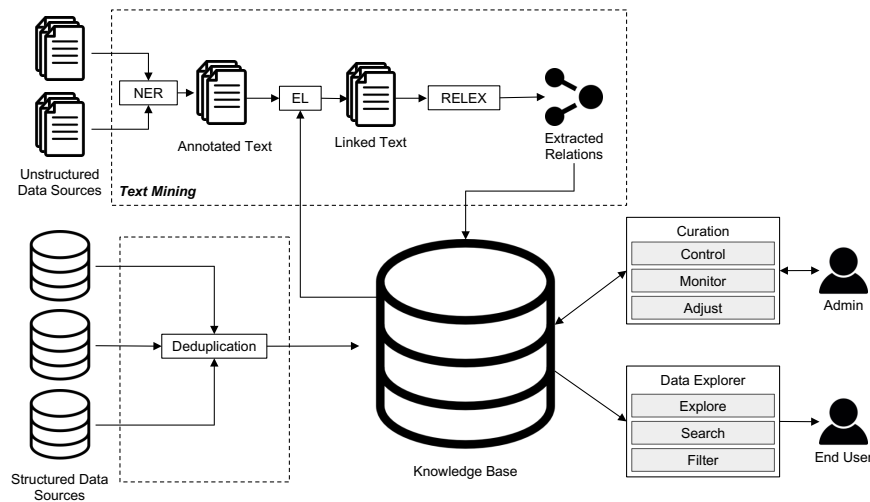 NER
EL
RELEX
Annotated Text
Linked Text
Extracted
Relations
Unstructured
Data Sources
Text Mining
Curation
Control
Monitor
Adjust
Admin
Deduplication
Data Explorer
Explore
Search
Filter
End User
Structured Data
Sources
Knowledge Base